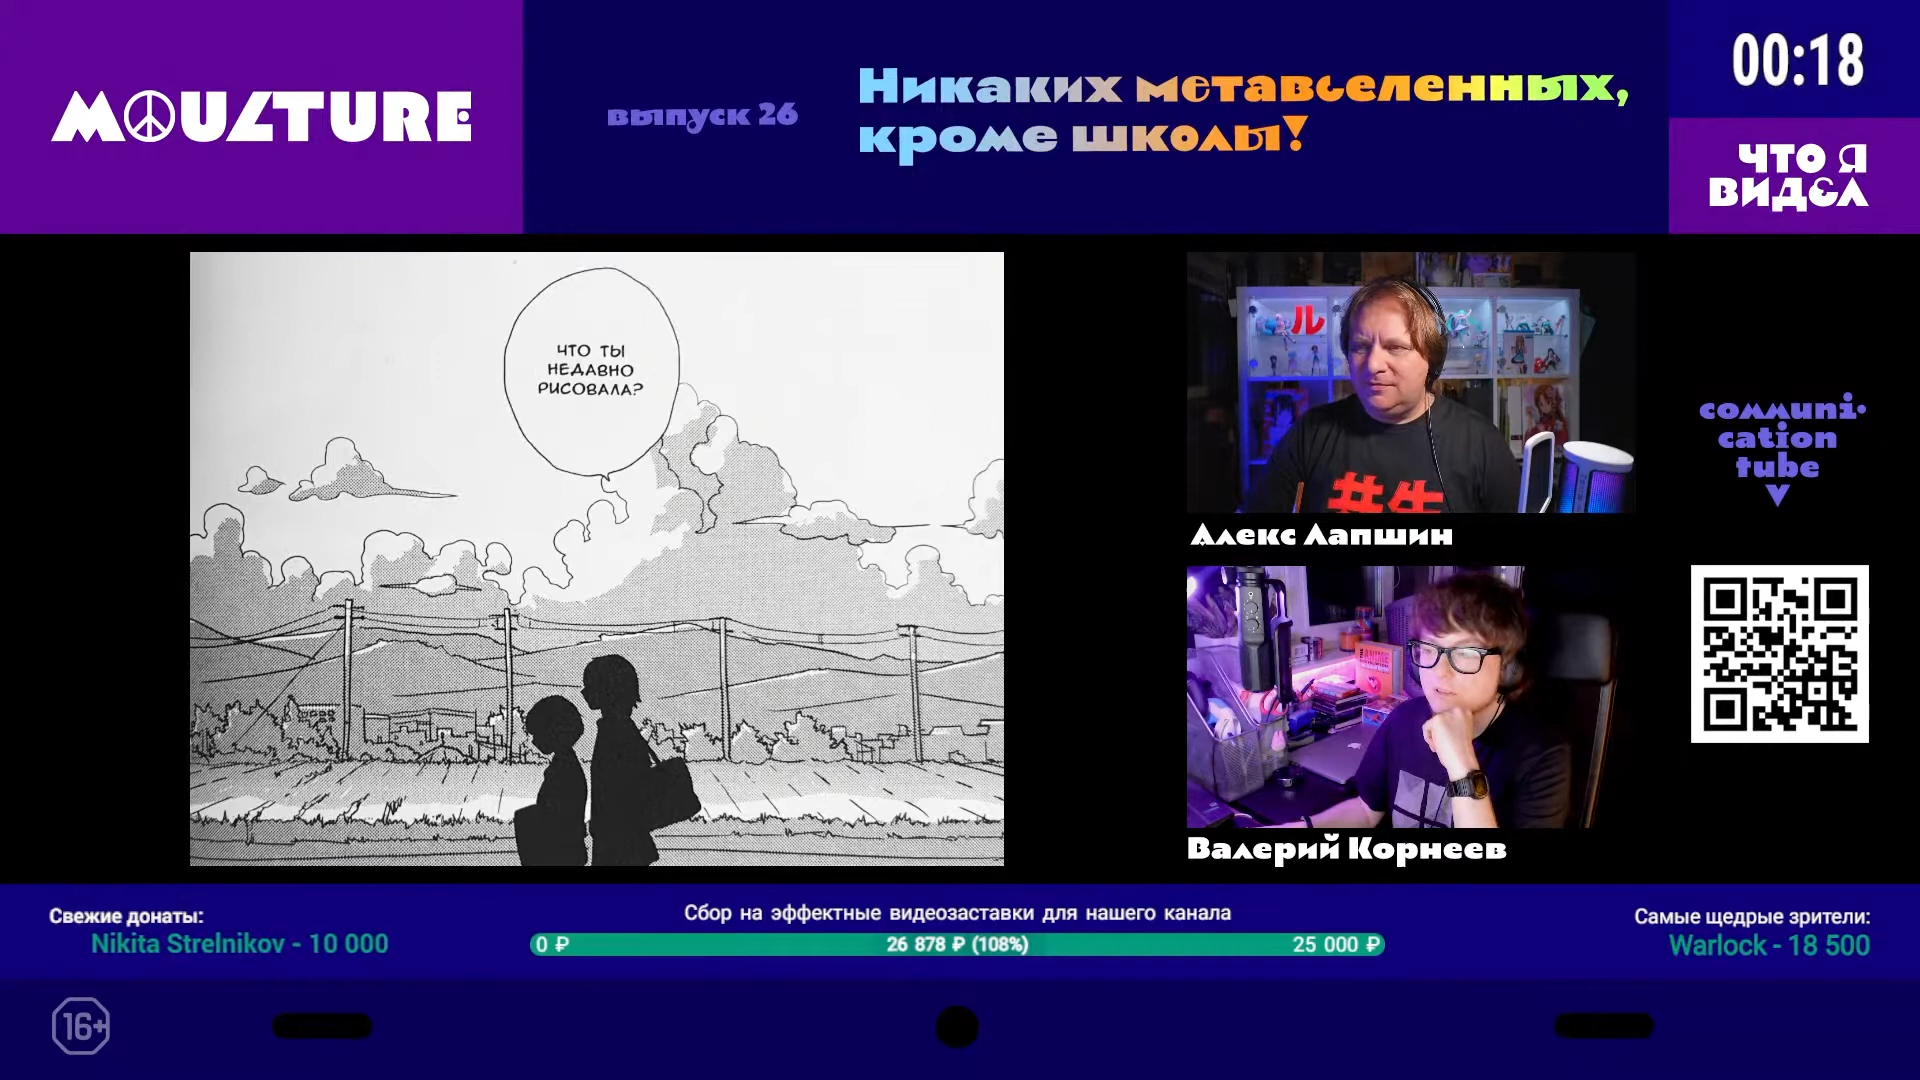 MOULTURE
выпуск 26
Никаких метавселенных,
кроме школы!
00:18
ЧТО Я
ВИДЕЛ
ЧТО ТЫ
НЕДАВНО
РИСОВАЛА?
ル
Алекс Лапшин
communi•
cation
tube
Валерий Корнеев
Свежие донаты:
Nikita Strelnikov - 10 000
Сбор на эффектные видеозаставки для нашего канала
0 ₽ 26 878 ₽ (108%) 25 000 ₽
Самые щедрые зрители:
Warlock - 18 500
16+